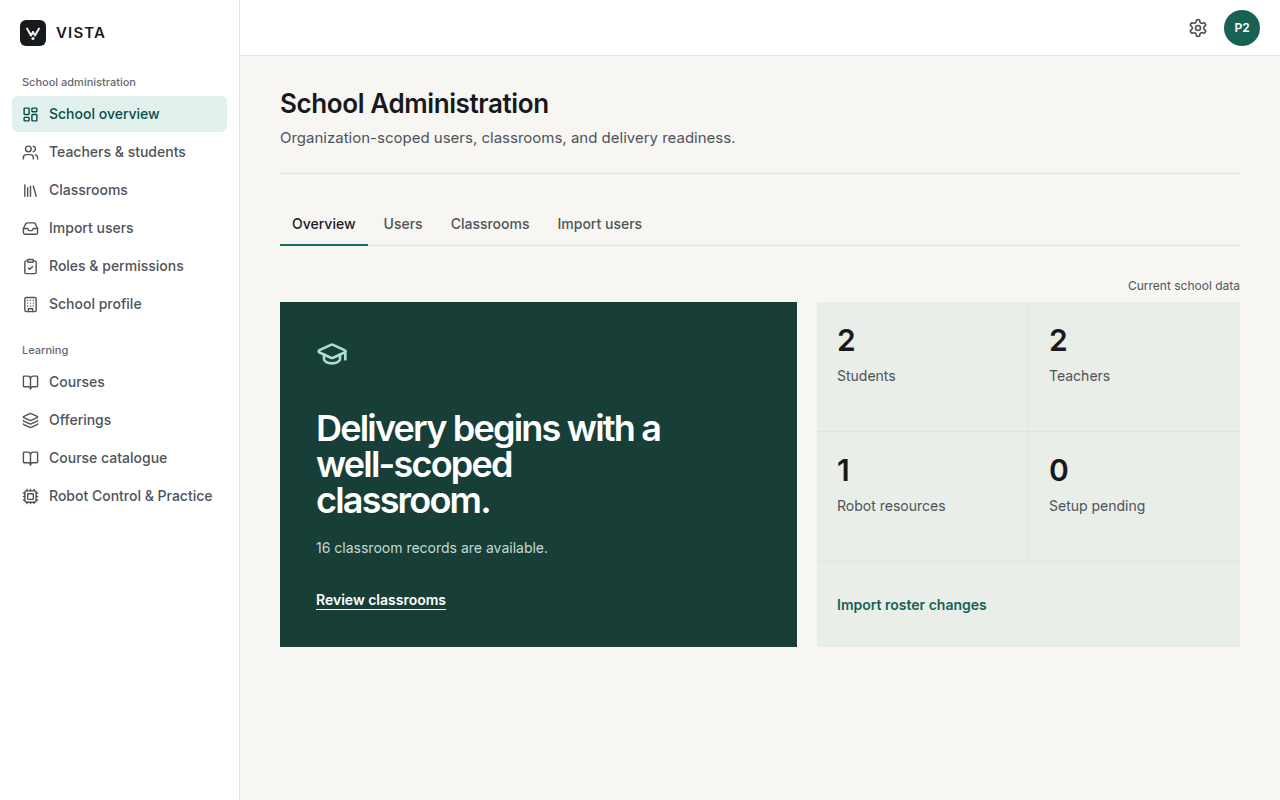 VISTA
P2
School administration
School overview
Teachers & students
Classrooms
Import users
Roles & permissions
School profile
Learning
Courses
Offerings
Course catalogue
Robot Control & Practice
School Administration
Organization-scoped users, classrooms, and delivery readiness.
Overview
Users
Classrooms
Import users
Current school data
Delivery begins with a
well-scoped
classroom.
16 classroom records are available.
Review classrooms
2
Students
2
Teachers
1
Robot resources
0
Setup pending
Import roster changes